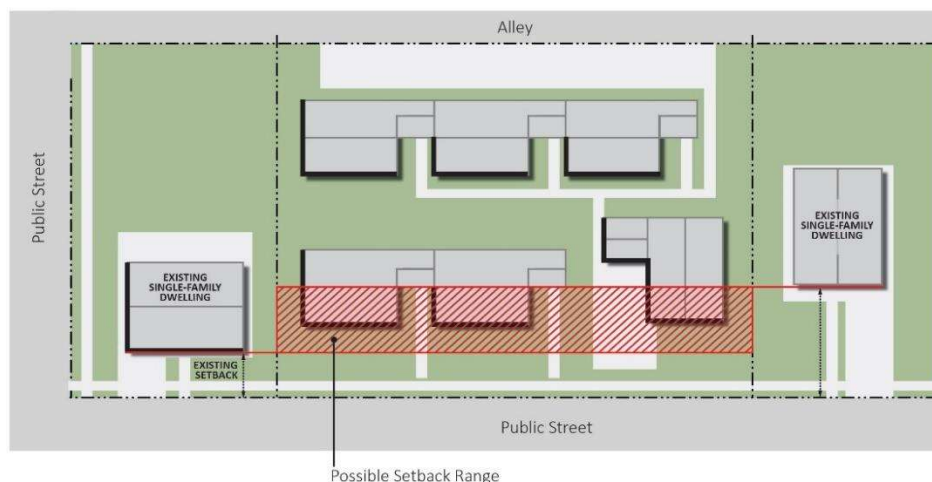 Alley
Public Street
EXISTING
SINGLE-FAMILY
DWELLING
EXISTING
SINGLE-FAMILY
DWELLING
EXISTING
SETBACK
Public Street
Possible Setback Range